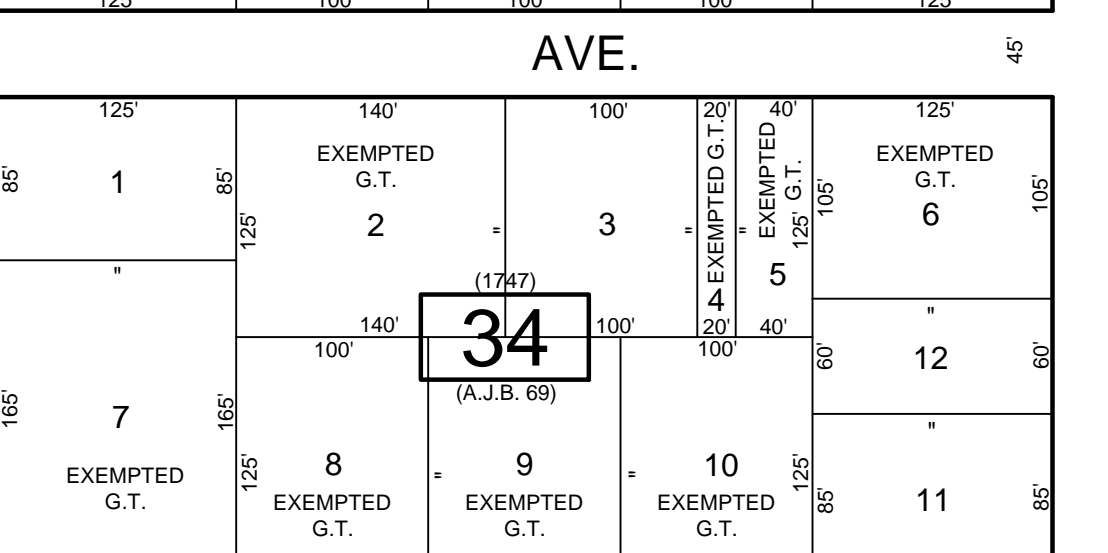 125' 100' 100' 100' 125'
AVE.
45'
125' 140' 100' 20' 40' 125'
85' 1 85'
EXEMPTED
G.T.
2
125' "
3 "
EXEMPTED G.T.
4
"
EXEMPTED
G.T.
125'
5
EXEMPTED
G.T.
105' 6 105'
"
(1747)
140' 34 100' 20' 40'
100' 100'
(A.J.B. 69)
"
60' 12 60'
165' 7 165'
EXEMPTED
G.T.
125' 8 "
EXEMPTED
G.T.
9 "
EXEMPTED
G.T.
10 125'
EXEMPTED
G.T.
"
85' 11 85'